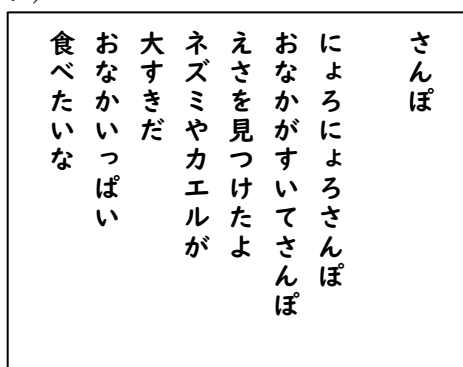 さんぽ
にょろにょろさんぽ
おなかがすいてさんぽ
えさを見つけたよ
ネズミやカエルが
大すきだ
おなかいっぱい
食べたいな